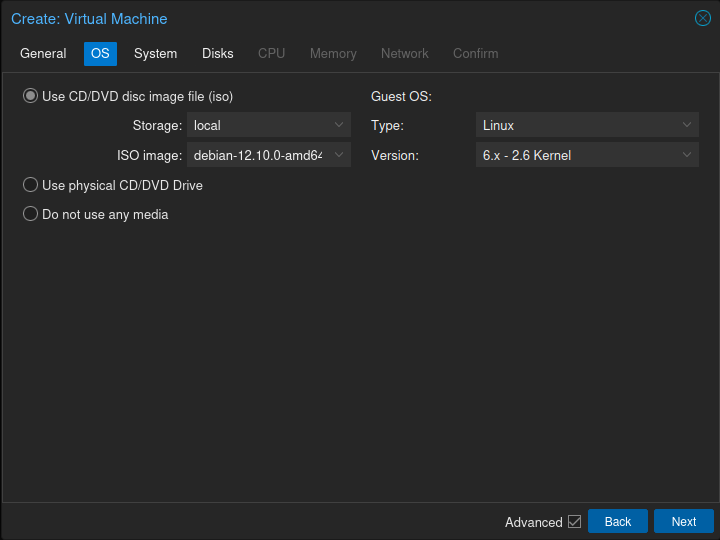 Create: Virtual Machine
General OS System Disks CPU Memory Network Confirm
Use CD/DVD disc image file (iso)
Storage: local
ISO image: debian-12.10.0-amd64
Use physical CD/DVD Drive
Do not use any media
Guest OS:
Type: Linux
Version: 6.x - 2.6 Kernel
Advanced Back Next